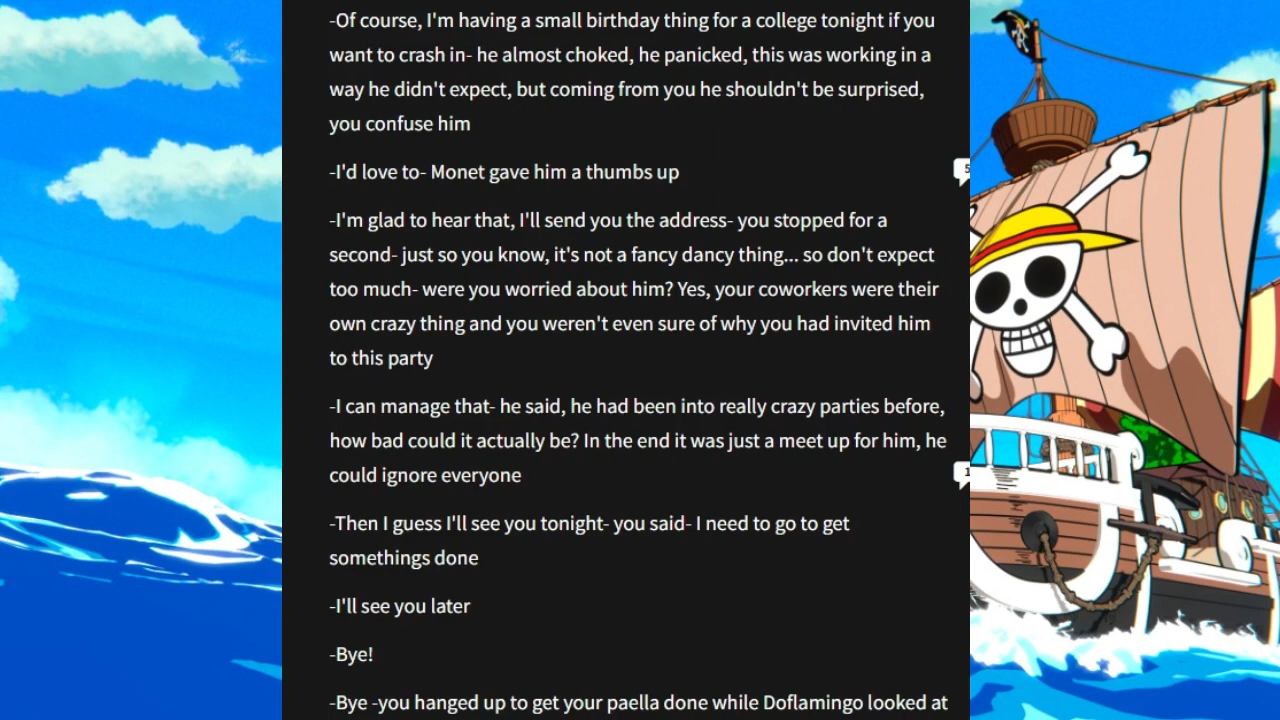 -Of course, I'm having a small birthday thing for a college tonight if you
want to crash in- he almost choked, he panicked, this was working in a
way he didn't expect, but coming from you he shouldn't be surprised,
you confuse him
-I'd love to- Monet gave him a thumbs up
5
-I'm glad to hear that, I'll send you the address- you stopped for a
second- just so you know, it's not a fancy dancy thing... so don't expect
too much- were you worried about him? Yes, your coworkers were their
own crazy thing and you weren't even sure of why you had invited him
to this party
-I can manage that- he said, he had been into really crazy parties before,
how bad could it actually be? In the end it was just a meet up for him, he
could ignore everyone
1
-Then I guess I'll see you tonight- you said- I need to go to get
somethings done
-I'll see you later
-Bye!
-Bye -you hanged up to get your paella done while Doflamingo looked at